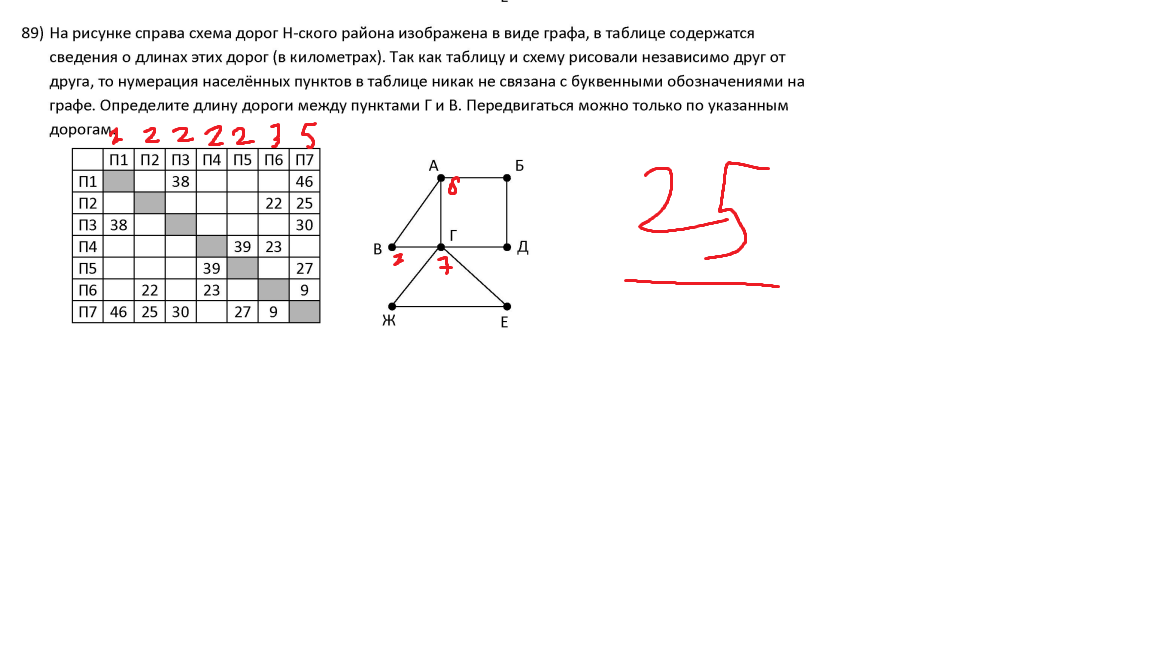 89) На рисунке справа схема дорог Н-ского района изображена в виде графа, в таблице содержатся
сведения о длинах этих дорог (в километрах). Так как таблицу и схему рисовали независимо друг от
друга, то нумерация населённых пунктов в таблице никак не связана с буквенными обозначениями на
графе. Определите длину дороги между пунктами Г и В. Передвигаться можно только по указанным
дорогам.
2 2 2 2 2 3 5
П1 П2 П3 П4 П5 П6 П7
П1 38 46
П2 22 25
П3 38 30
П4 39 23
П5 39 27
П6 22 23 9
П7 46 25 30 27 9
А Б
6
В Г Д
2 7
Ж Е
25